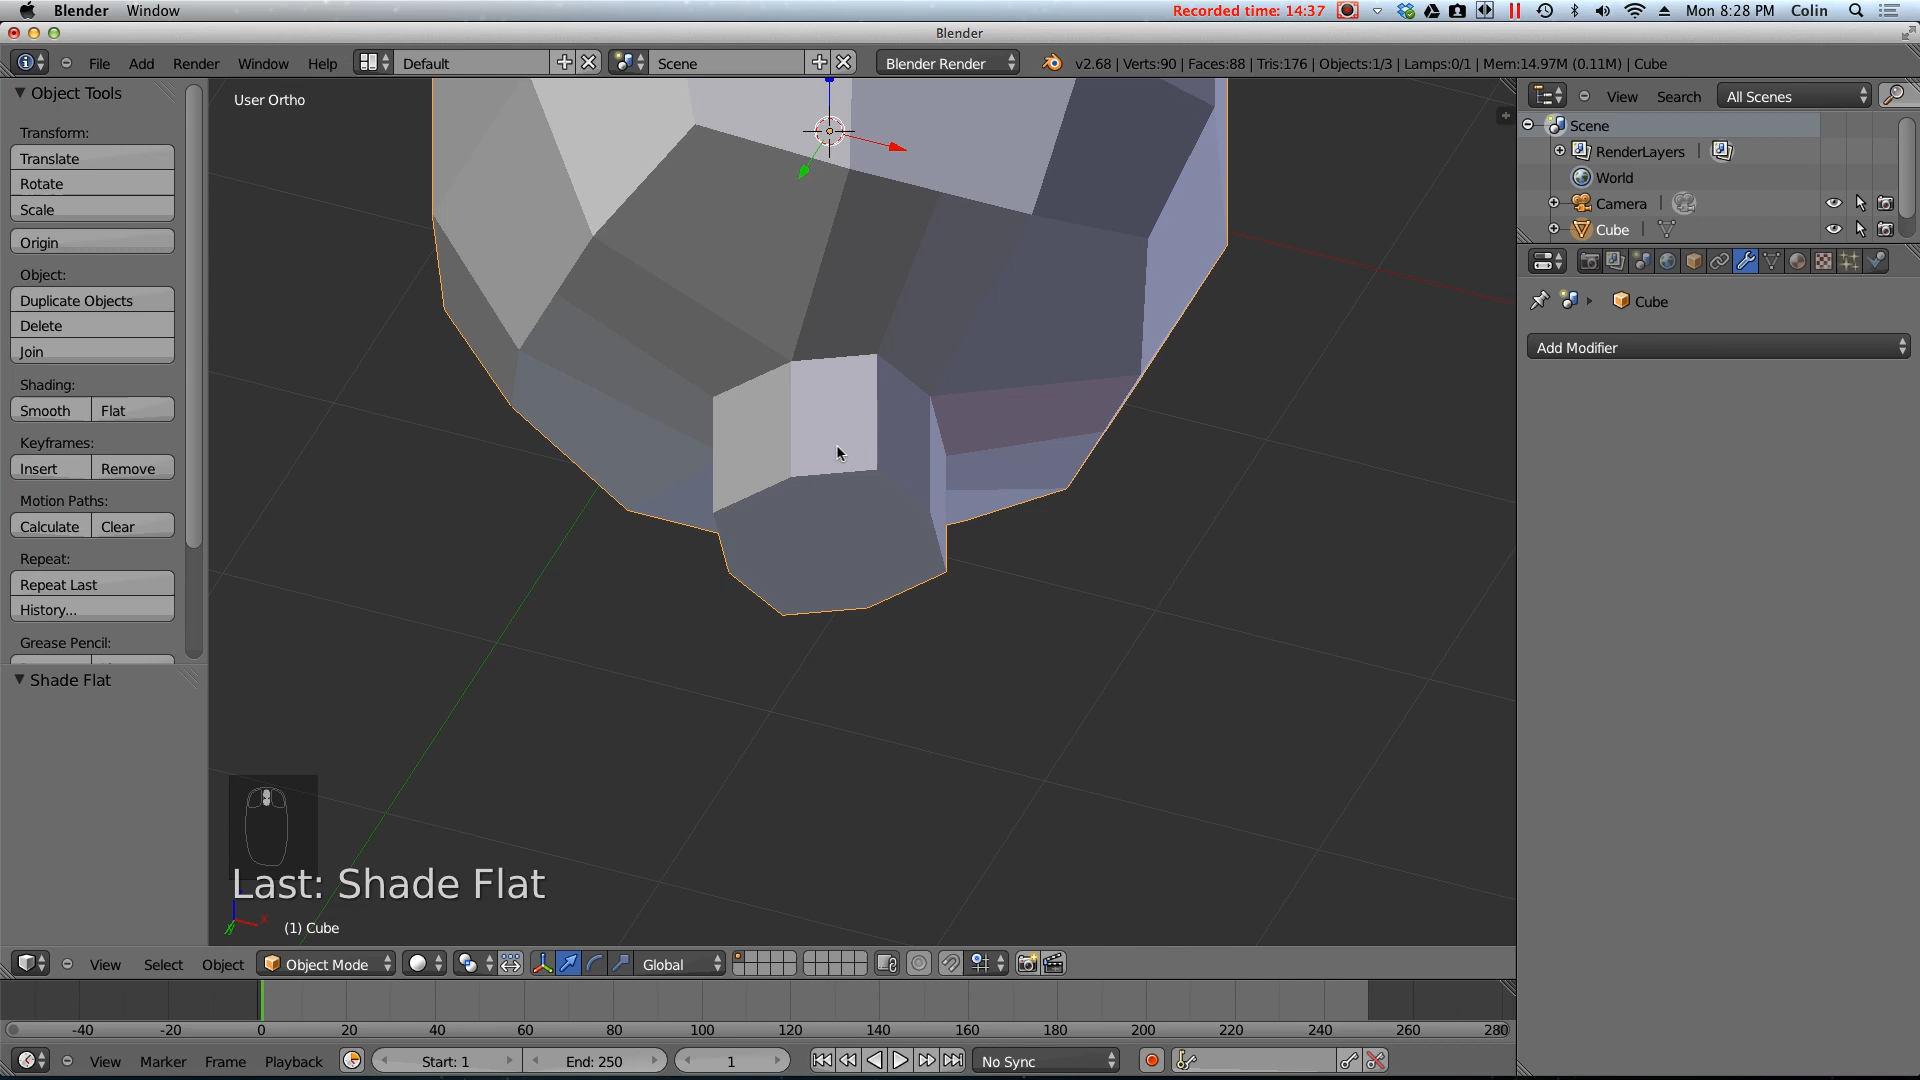 Blender Window
Recorded time: 14:37
Mon 8:28 PM Colin
Blender
File Add Render Window Help
Default
Scene
Blender Render
v2.68 | Verts:90 | Faces:88 | Tris:176 | Objects:1/3 | Lamps:0/1 | Mem:14.97M (0.11M) | Cube
Object Tools
Transform:
Translate
Rotate
Scale
Origin
Object:
Duplicate Objects
Delete
Join
Shading:
Smooth Flat
Keyframes:
Insert Remove
Motion Paths:
Calculate Clear
Repeat:
Repeat Last
History...
Grease Pencil:
Shade Flat
User Ortho
Last: Shade Flat
(1) Cube
View Search All Scenes
Scene
RenderLayers
World
Camera
Cube
Cube
Add Modifier
View Select Object Object Mode Global
-40 -20 0 20 40 60 80 100 120 140 160 180 200 220 240 260 280
View Marker Frame Playback Start: 1 End: 250 1 No Sync